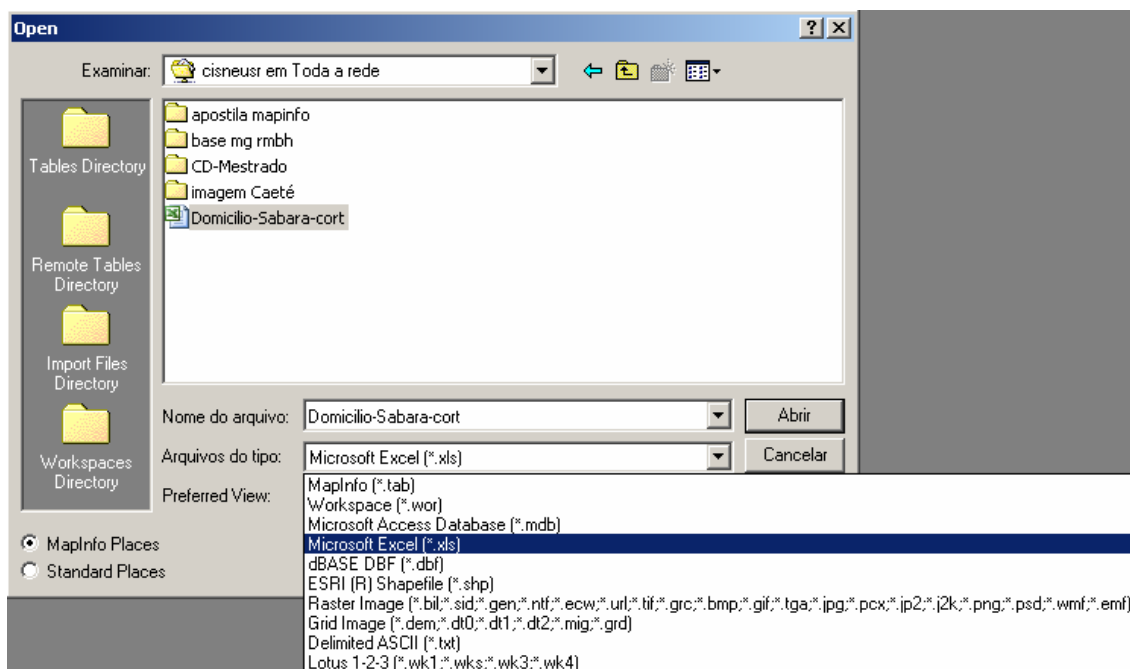 Open
Examinar: cisneusr em Toda a rede
apostila mapinfo
base mg rmbh
CD-Mestrado
imagem Caeté
Domicilio-Sabara-cort
Tables Directory
Remote Tables
Directory
Import Files
Directory
Workspaces
Directory
Nome do arquivo: Domicilio-Sabara-cort Abrir
Arquivos do tipo: Microsoft Excel (*.xls) Cancelar
Preferred View:
MapInfo (*.tab)
Workspace (*.wor)
Microsoft Access Database (*.mdb)
Microsoft Excel (*.xls)
dBASE DBF (*.dbf)
ESRI (R) Shapefile (*.shp)
Raster Image (*.bil;*.sid;*.gen;*.ntf;*.ecw;*.url;*.tif;*.grc;*.bmp;*.gif;*.tga;*.jpg;*.pcx;*.jp2;*.j2k;*.png;*.psd;*.wmf;*.emf)
Grid Image (*.dem;*.dt0;*.dt1;*.dt2;*.mig;*.grd)
Delimited ASCII (*.txt)
Lotus 1-2-3 (*.wk1;*.wks;*.wk3;*.wk4)
MapInfo Places
Standard Places